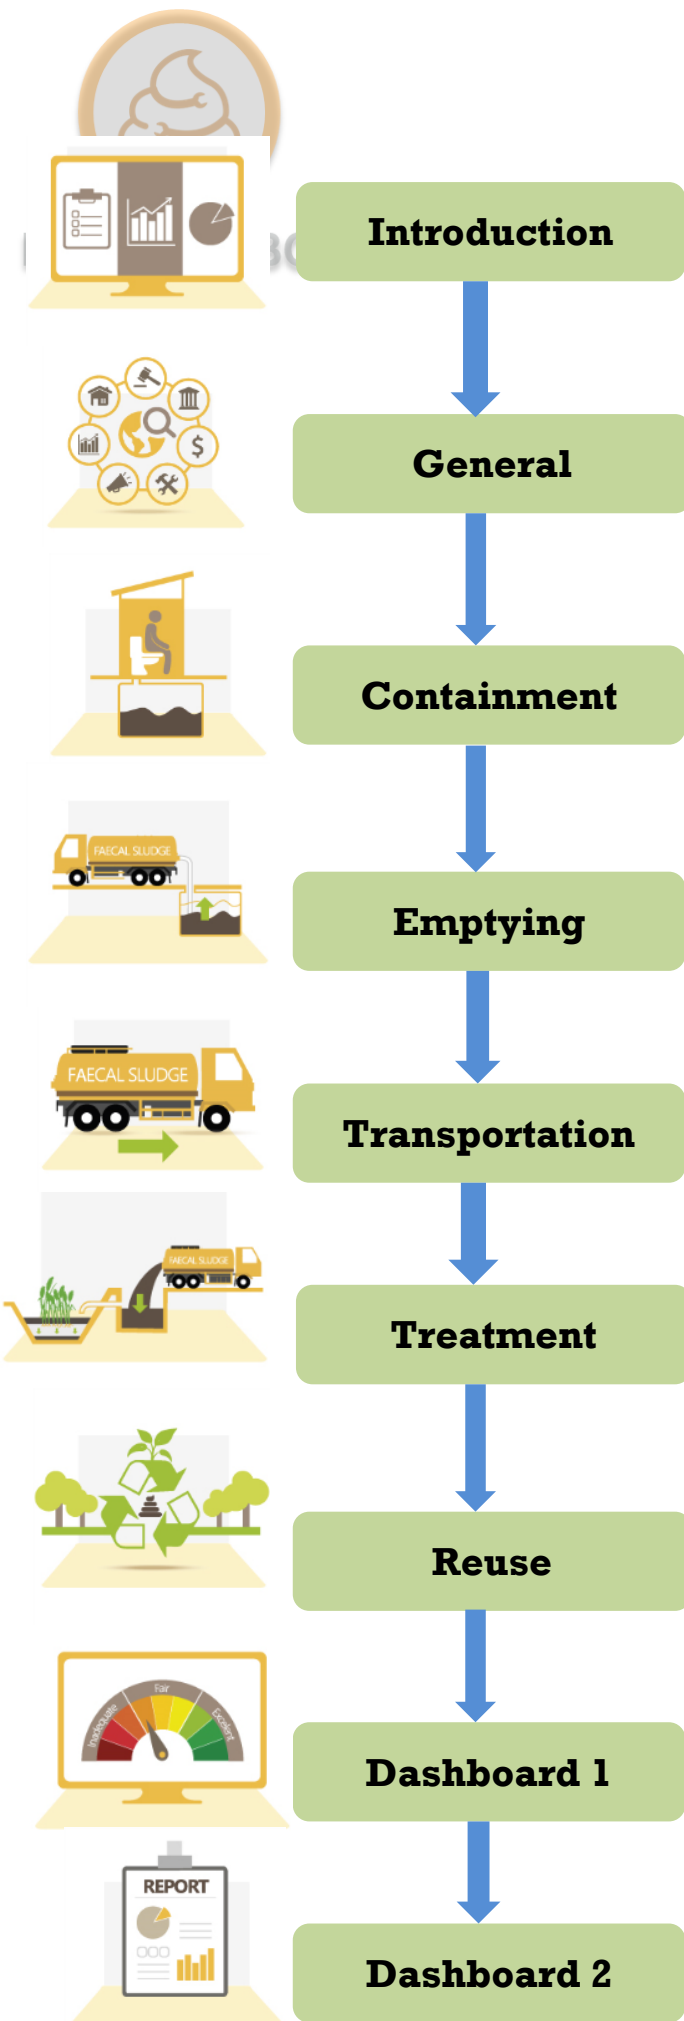 Introduction
General
Containment
FAECAL SLUDGE
Emptying
FAECAL SLUDGE
Transportation
FAECAL SLUDGE
Treatment
Reuse
Inadequate
Fair
Excellent
Dashboard 1
REPORT
Dashboard 2